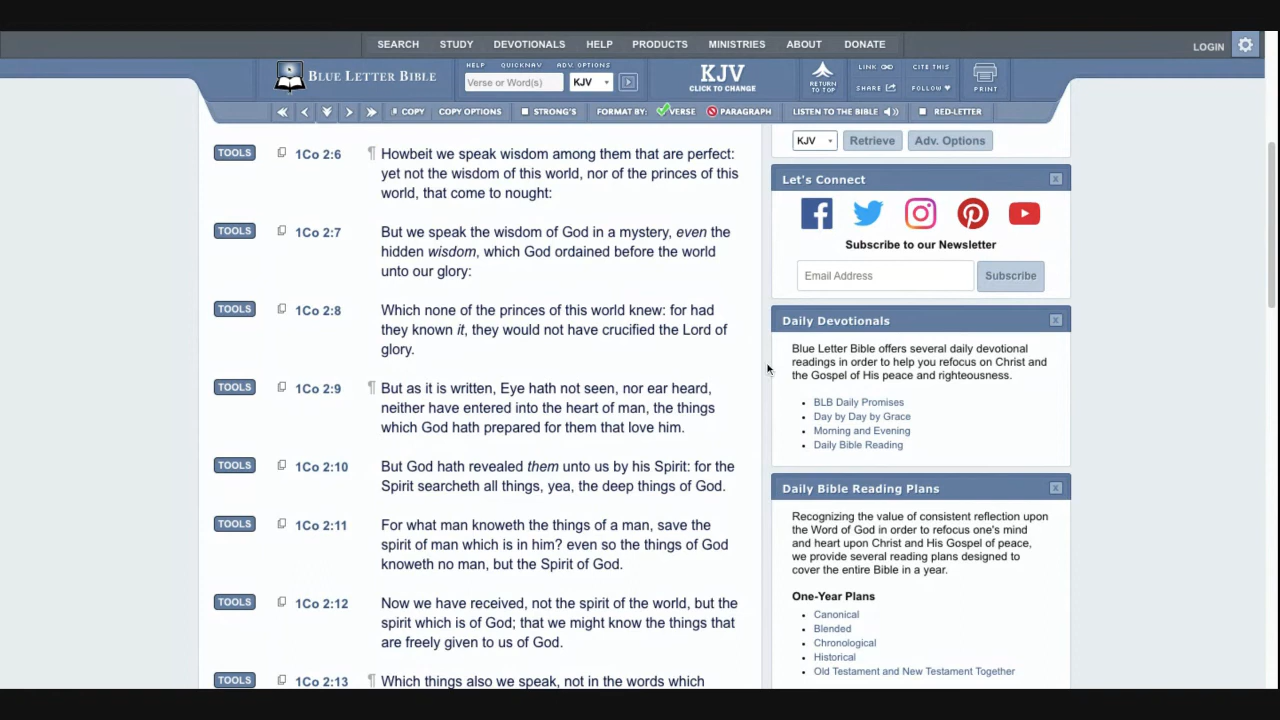 SEARCH STUDY DEVOTIONALS HELP PRODUCTS MINISTRIES ABOUT DONATE LOGIN
BLUE LETTER BIBLE
HELP QUICKNAV ADV. OPTIONS
Verse or Word(s) KJV
KJV
CLICK TO CHANGE
RETURN
TO TOP
LINK CITE THIS
SHARE FOLLOW
PRINT
COPY COPY OPTIONS STRONG'S FORMAT BY: VERSE PARAGRAPH LISTEN TO THE BIBLE RED-LETTER
TOOLS 1Co 2:6 ¶ Howbeit we speak wisdom among them that are perfect:
yet not the wisdom of this world, nor of the princes of this
world, that come to nought:
TOOLS 1Co 2:7 But we speak the wisdom of God in a mystery, even the
hidden wisdom, which God ordained before the world
unto our glory:
TOOLS 1Co 2:8 Which none of the princes of this world knew: for had
they known it, they would not have crucified the Lord of
glory.
TOOLS 1Co 2:9 ¶ But as it is written, Eye hath not seen, nor ear heard,
neither have entered into the heart of man, the things
which God hath prepared for them that love him.
TOOLS 1Co 2:10 But God hath revealed them unto us by his Spirit: for the
Spirit searcheth all things, yea, the deep things of God.
TOOLS 1Co 2:11 For what man knoweth the things of a man, save the
spirit of man which is in him? even so the things of God
knoweth no man, but the Spirit of God.
TOOLS 1Co 2:12 Now we have received, not the spirit of the world, but the
spirit which is of God; that we might know the things that
are freely given to us of God.
TOOLS 1Co 2:13 ¶ Which things also we speak, not in the words which
KJV Retrieve Adv. Options
Let's Connect
Subscribe to our Newsletter
Email Address Subscribe
Daily Devotionals
Blue Letter Bible offers several daily devotional
readings in order to help you refocus on Christ and
the Gospel of His peace and righteousness.
BLB Daily Promises
Day by Day by Grace
Morning and Evening
Daily Bible Reading
Daily Bible Reading Plans
Recognizing the value of consistent reflection upon
the Word of God in order to refocus one's mind
and heart upon Christ and His Gospel of peace,
we provide several reading plans designed to
cover the entire Bible in a year.
One-Year Plans
Canonical
Blended
Chronological
Historical
Old Testament and New Testament Together